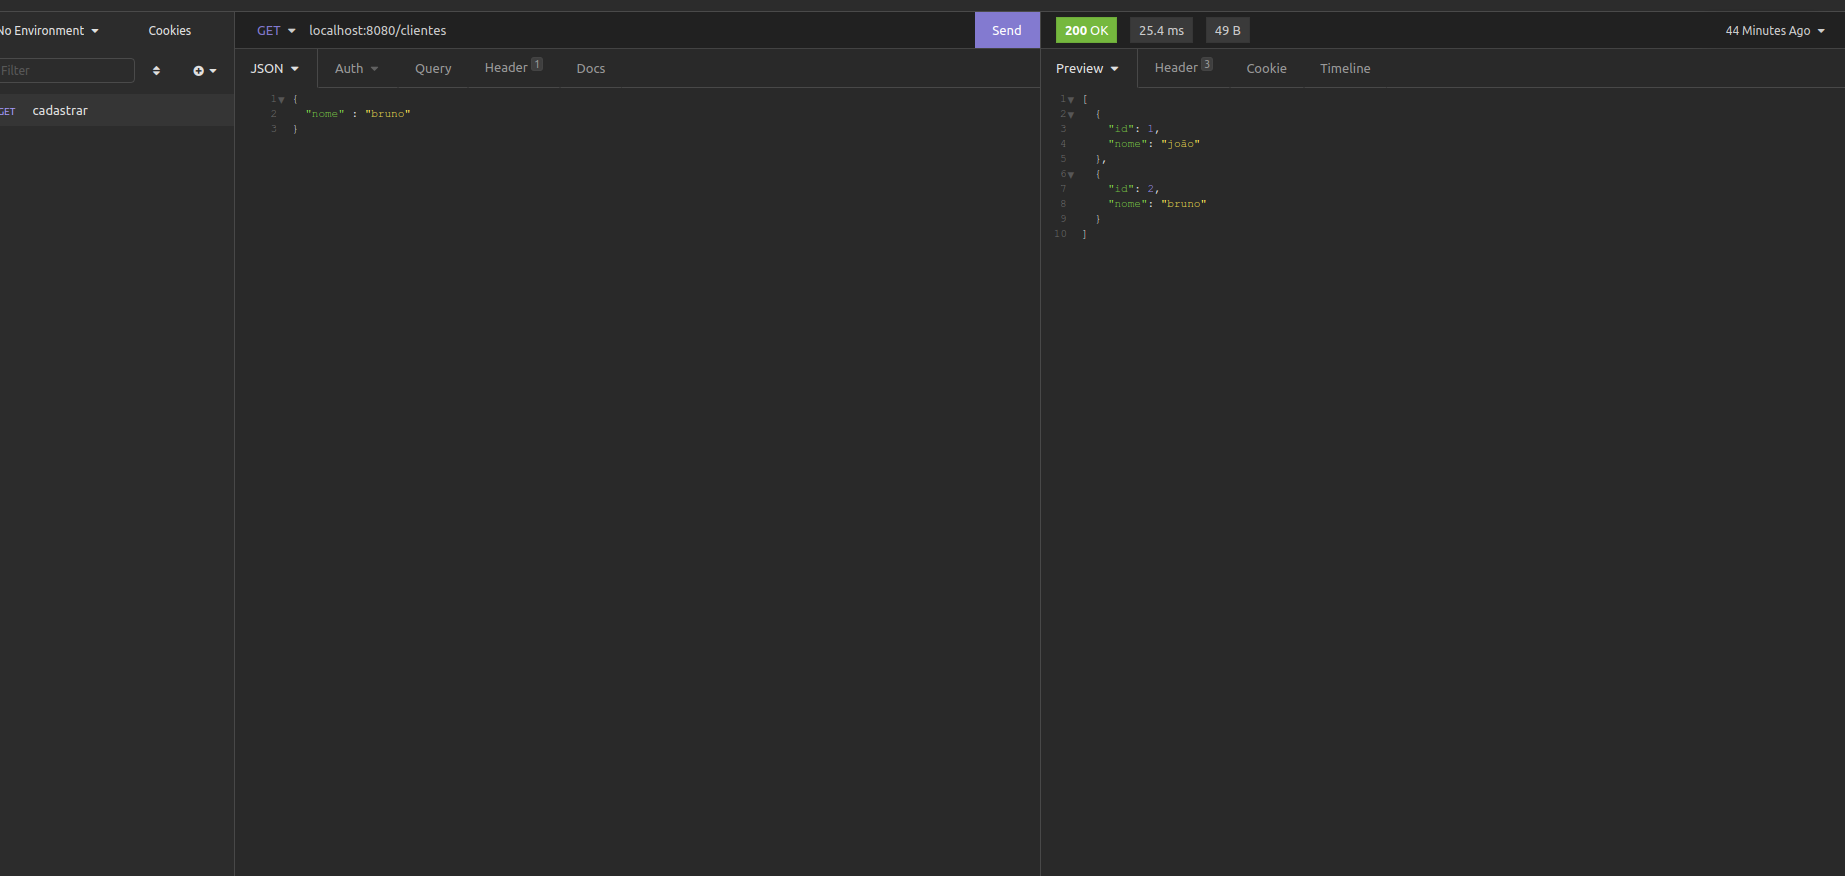 No Environment
Cookies
Filter
GET cadastrar
GET localhost:8080/clientes
Send
JSON Auth Query Header 1 Docs
1 {
2 "nome" : "bruno"
3 }
200 OK 25.4 ms 49 B 44 Minutes Ago
Preview Header 3 Cookie Timeline
1 [
2 {
3 "id": 1,
4 "nome": "joão"
5 },
6 {
7 "id": 2,
8 "nome": "bruno"
9 }
10 ]